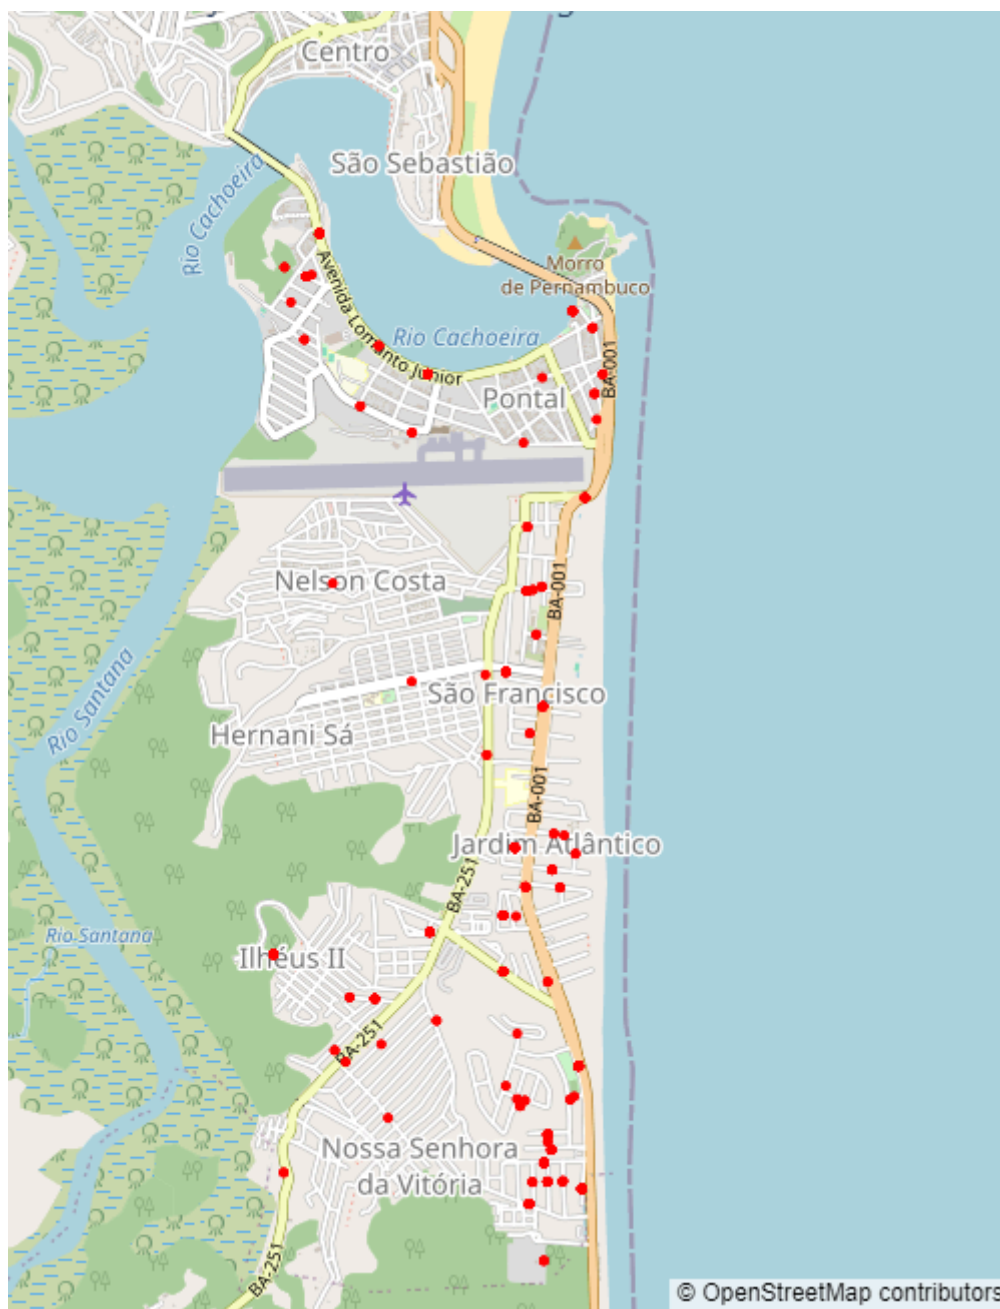 Centro
São Sebastião
Rio Cachoeira
Morro
de Pernambuco
Avenida Lomanto Júnior
Rio Cachoeira
BA-001
Pontal
Nelson Costa
BA-001
São Francisco
Rio Santana
Hernani Sá
BA-001
Jardim Atlântico
BA-251
Rio Santana
Ilhéus II
BA-251
Nossa Senhora
da Vitória
BA-251
© OpenStreetMap contributors